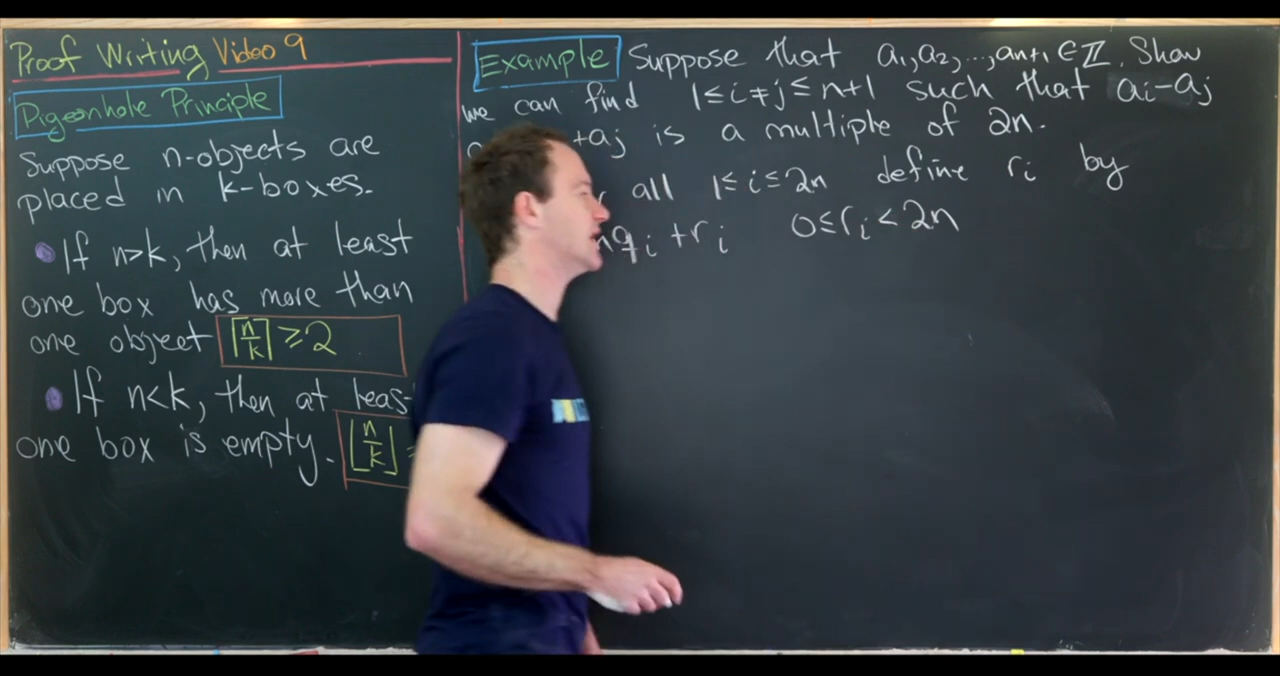 Proof Writing Video 9
Pigeonhole Principle
Suppose n-objects are
placed in k-boxes.
• If n>k, then at least
one box has more than
one object ⌈n/k⌉ ≥ 2
• If n<k, then at least
one box is empty. ⌊n/k⌋ =
Example Suppose that a₁, a₂, ..., aₙ₊₁ ∈ ℤ. Show
we can find 1≤i≠j≤n+1 such that aᵢ-aⱼ
+aⱼ is a multiple of 2n.
all 1≤i≤2n define rᵢ by
nqᵢ+rᵢ 0≤rᵢ<2n